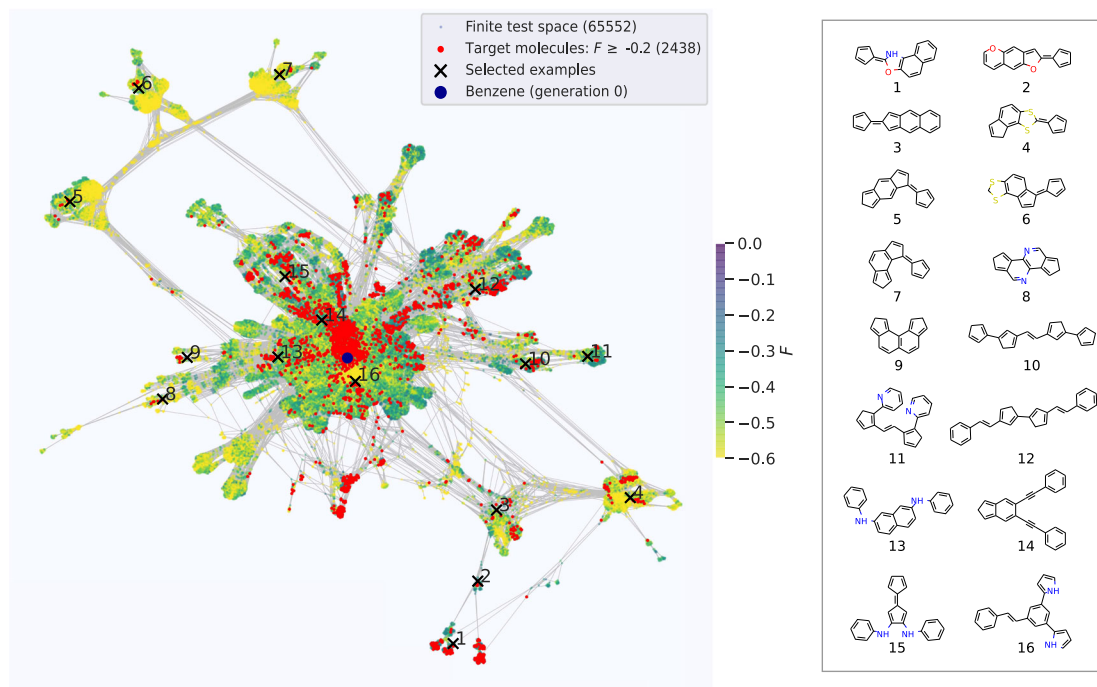 Finite test space (65552)
Target molecules: F ≥ -0.2 (2438)
Selected examples
Benzene (generation 0)
7
6
5
15
12
14
13
9
10
11
16
8
4
3
2
1
0.0
−0.1
−0.2
−0.3
−0.4
−0.5
−0.6
F
NH
O
1
O
O
2
3
S
S
4
5
S
S
6
7
N
N
8
9
10
N
N
11
12
NH
NH
13
14
NH
NH
15
NH
NH
16